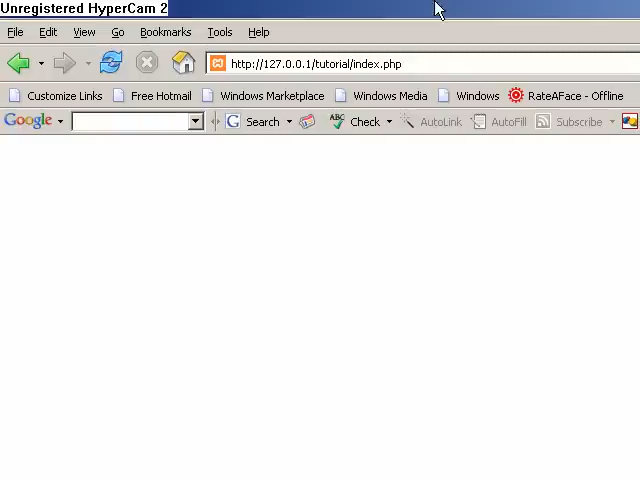 Unregistered HyperCam 2
File Edit View Go Bookmarks Tools Help
http://127.0.0.1/tutorial/index.php
Customize Links Free Hotmail Windows Marketplace Windows Media Windows RateAFace - Offline
Google G Search ABC Check AutoLink AutoFill Subscribe